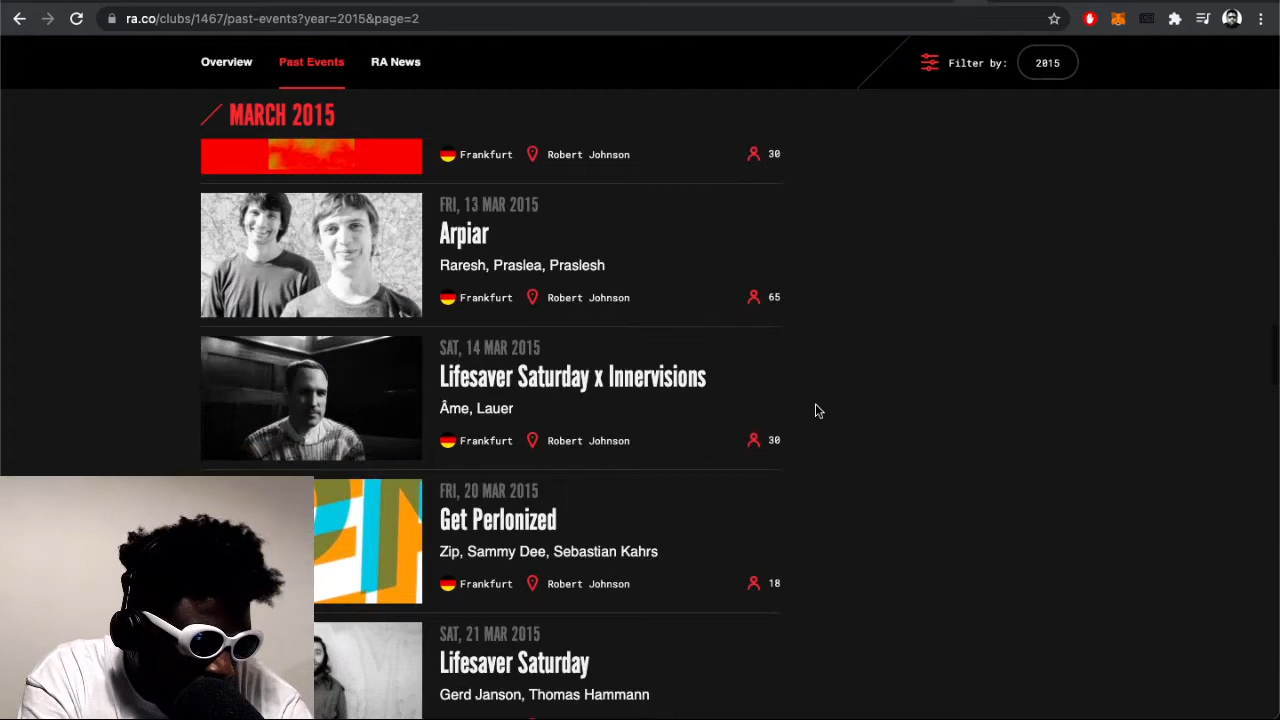 ra.co/clubs/1467/past-events?year=2015&page=2
Overview Past Events RA News Filter by: 2015
MARCH 2015
Frankfurt Robert Johnson 30
FRI, 13 MAR 2015
Arpiar
Raresh, Praslea, Praslesh
Frankfurt Robert Johnson 65
SAT, 14 MAR 2015
Lifesaver Saturday x Innervisions
Âme, Lauer
Frankfurt Robert Johnson 30
FRI, 20 MAR 2015
Get Perlonized
Zip, Sammy Dee, Sebastian Kahrs
Frankfurt Robert Johnson 18
SAT, 21 MAR 2015
Lifesaver Saturday
Gerd Janson, Thomas Hammann